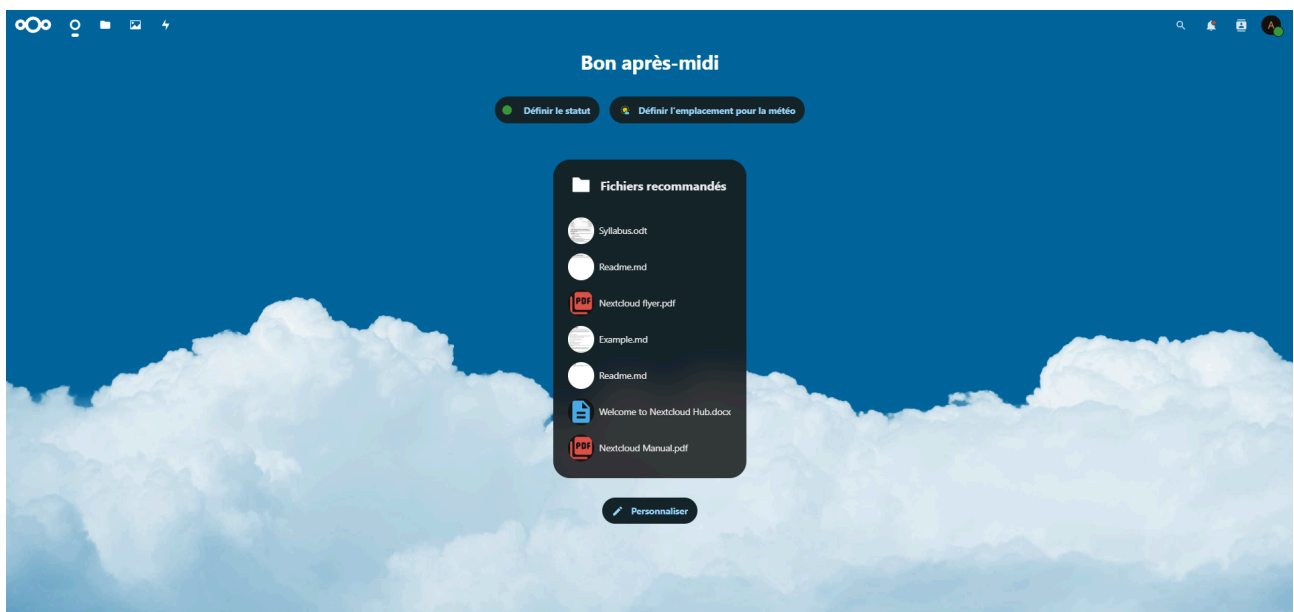 A
Bon après-midi
Définir le statut
Définir l'emplacement pour la météo
Fichiers recommandés
Syllabus.odt
Readme.md
PDF
Nextcloud flyer.pdf
Example.md
Readme.md
Welcome to Nextcloud Hub.docx
PDF
Nextcloud Manual.pdf
Personnaliser